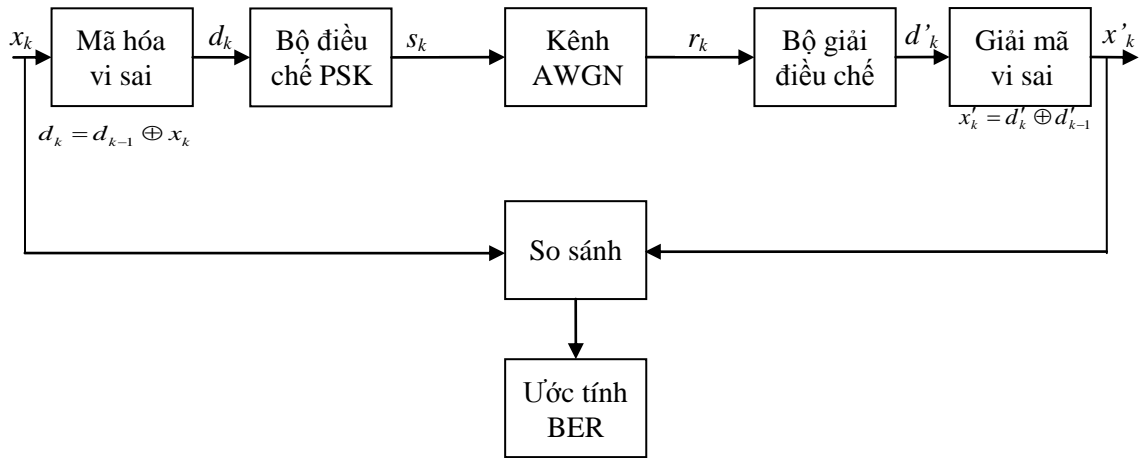 x_k
Mã hóa
vi sai
d_k
Bộ điều
chế PSK
s_k
Kênh
AWGN
r_k
Bộ giải
điều chế
d'_k
Giải mã
vi sai
x'_k
d_k = d_{k-1} ⊕ x_k
x'_k = d'_k ⊕ d'_{k-1}
So sánh
Ước tính
BER